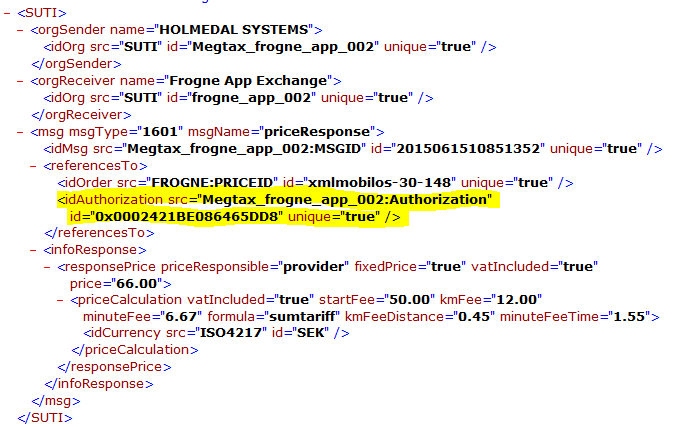 - <SUTI>
- <orgSender name="HOLMEDAL SYSTEMS">
<idOrg src="SUTI" id="Megtax_frogne_app_002" unique="true" />
</orgSender>
- <orgReceiver name="Frogne App Exchange">
<idOrg src="SUTI" id="frogne_app_002" unique="true" />
</orgReceiver>
- <msg msgType="1601" msgName="priceResponse">
<idMsg src="Megtax_frogne_app_002:MSGID" id="2015061510851352" unique="true" />
- <referencesTo>
<idOrder src="FROGNE:PRICEID" id="xmlmobilos-30-148" unique="true" />
<idAuthorization src="Megtax_frogne_app_002:Authorization"
id="0x0002421BE086465DD8" unique="true" />
</referencesTo>
- <infoResponse>
- <responsePrice priceResponsible="provider" fixedPrice="true" vatIncluded="true"
price="66.00">
- <priceCalculation vatIncluded="true" startFee="50.00" kmFee="12.00"
minuteFee="6.67" formula="sumtariff" kmFeeDistance="0.45" minuteFeeTime="1.55">
<idCurrency src="ISO4217" id="SEK" />
</priceCalculation>
</responsePrice>
</infoResponse>
</msg>
</SUTI>